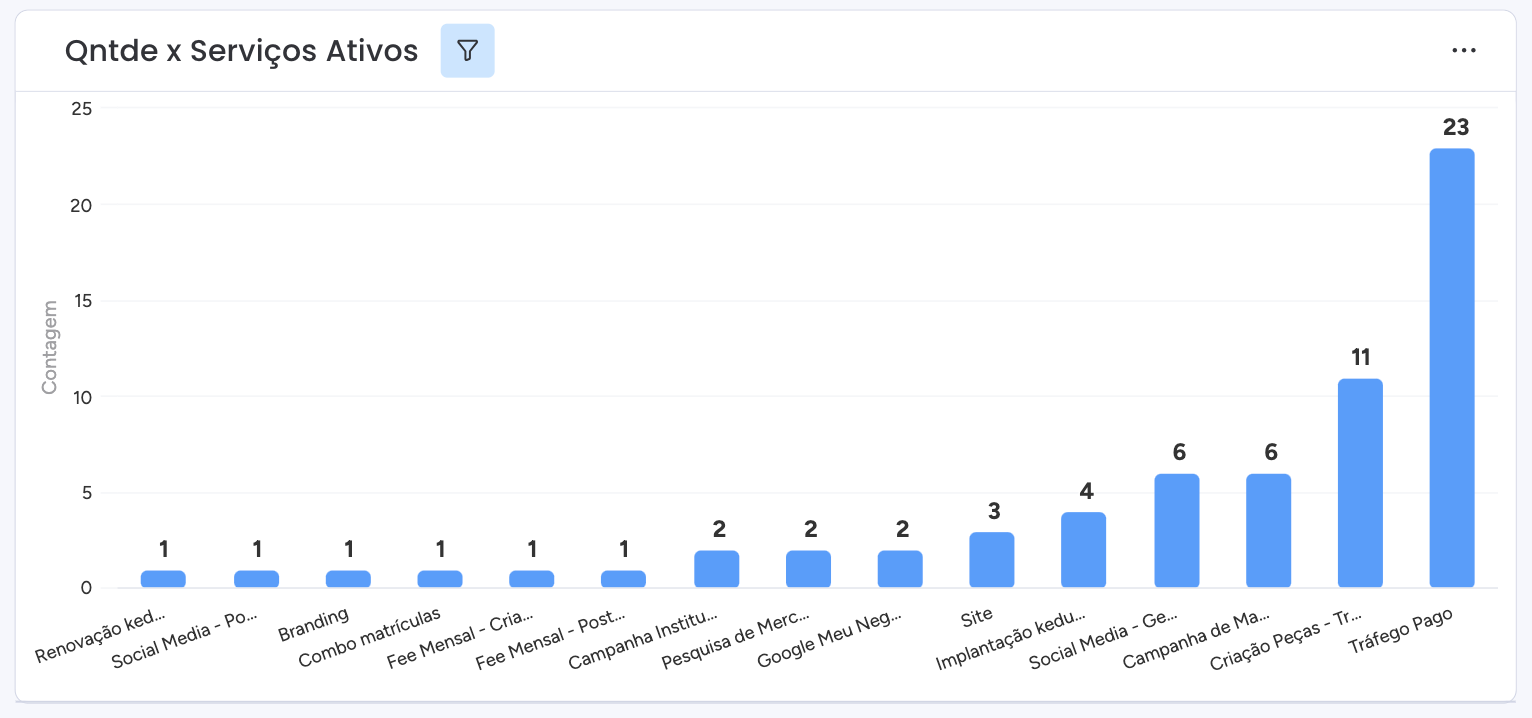 Qntde x Serviços Ativos
25
20
15
10
5
0
Contagem
1
1
1
1
1
1
2
2
2
3
4
6
6
11
23
Renovação ked...
Social Media - Po...
Branding
Combo matrículas
Fee Mensal - Cria...
Fee Mensal - Post...
Campanha Institu...
Pesquisa de Merc...
Google Meu Neg...
Site
Implantação kedu...
Social Media - Ge...
Campanha de Ma...
Criação Peças - Tr...
Tráfego Pago